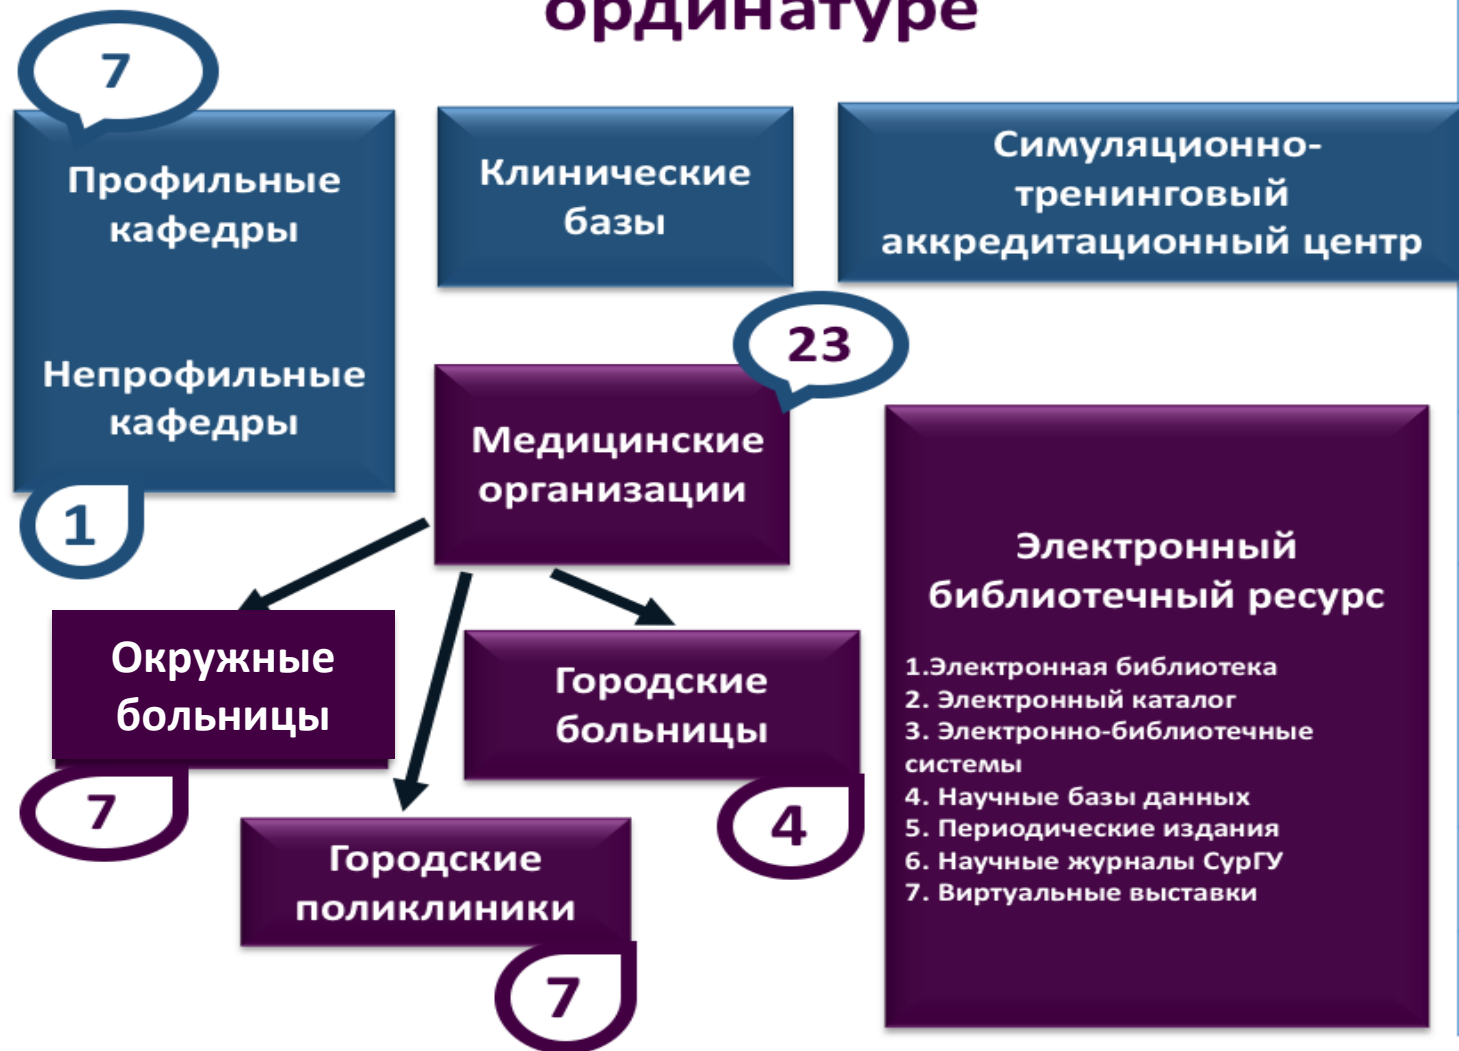 ординатуре
7
Профильные
кафедры
Непрофильные
кафедры
1
Клинические
базы
Симуляционно-
тренинговый
аккредитационный центр
23
Медицинские
организации
Окружные
больницы
7
Городские
больницы
4
Городские
поликлиники
7
Электронный
библиотечный ресурс
1.Электронная библиотека
2. Электронный каталог
3. Электронно-библиотечные
системы
4. Научные базы данных
5. Периодические издания
6. Научные журналы СурГУ
7. Виртуальные выставки